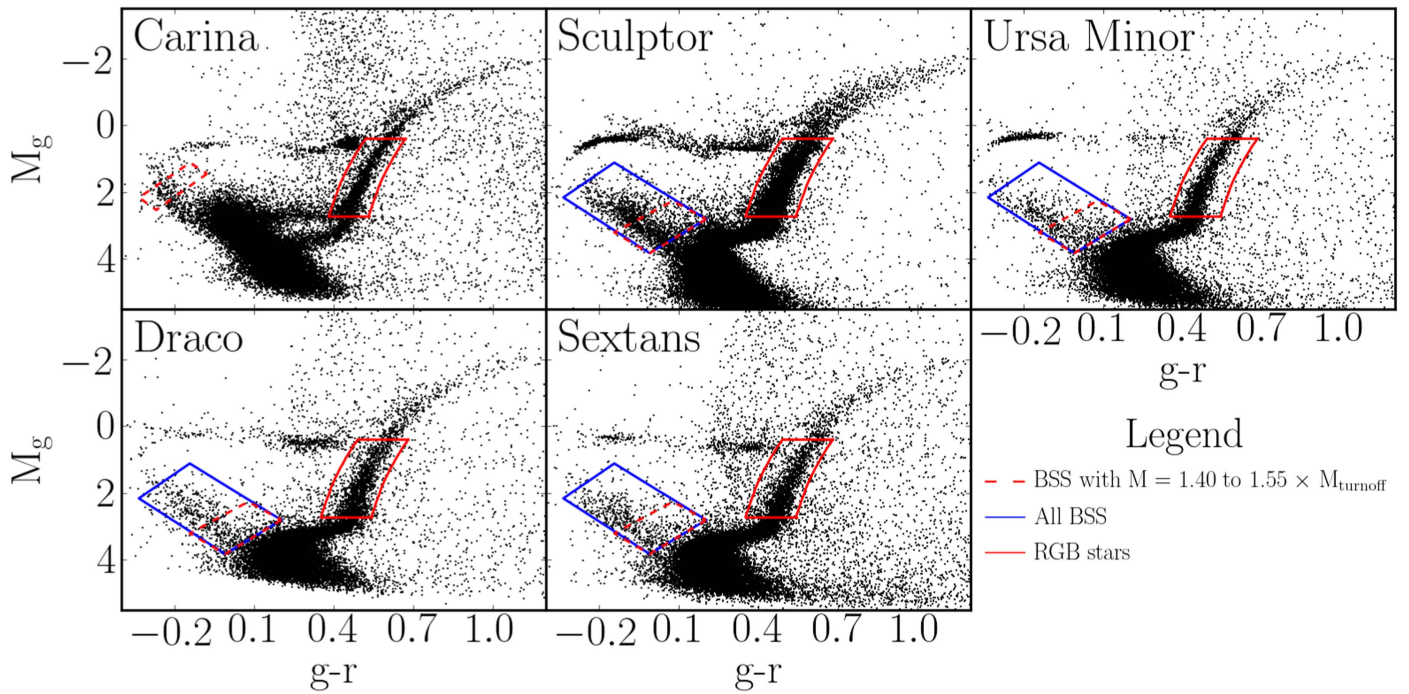 Carina
Sculptor
Ursa Minor
−2
0
2
4
M_g
−0.2 0.1 0.4 0.7 1.0
g-r
Draco
Sextans
−2
0
2
4
M_g
−0.2 0.1 0.4 0.7 1.0
g-r
−0.2 0.1 0.4 0.7 1.0
g-r
Legend
BSS with M = 1.40 to 1.55 × M_turnoff
All BSS
RGB stars